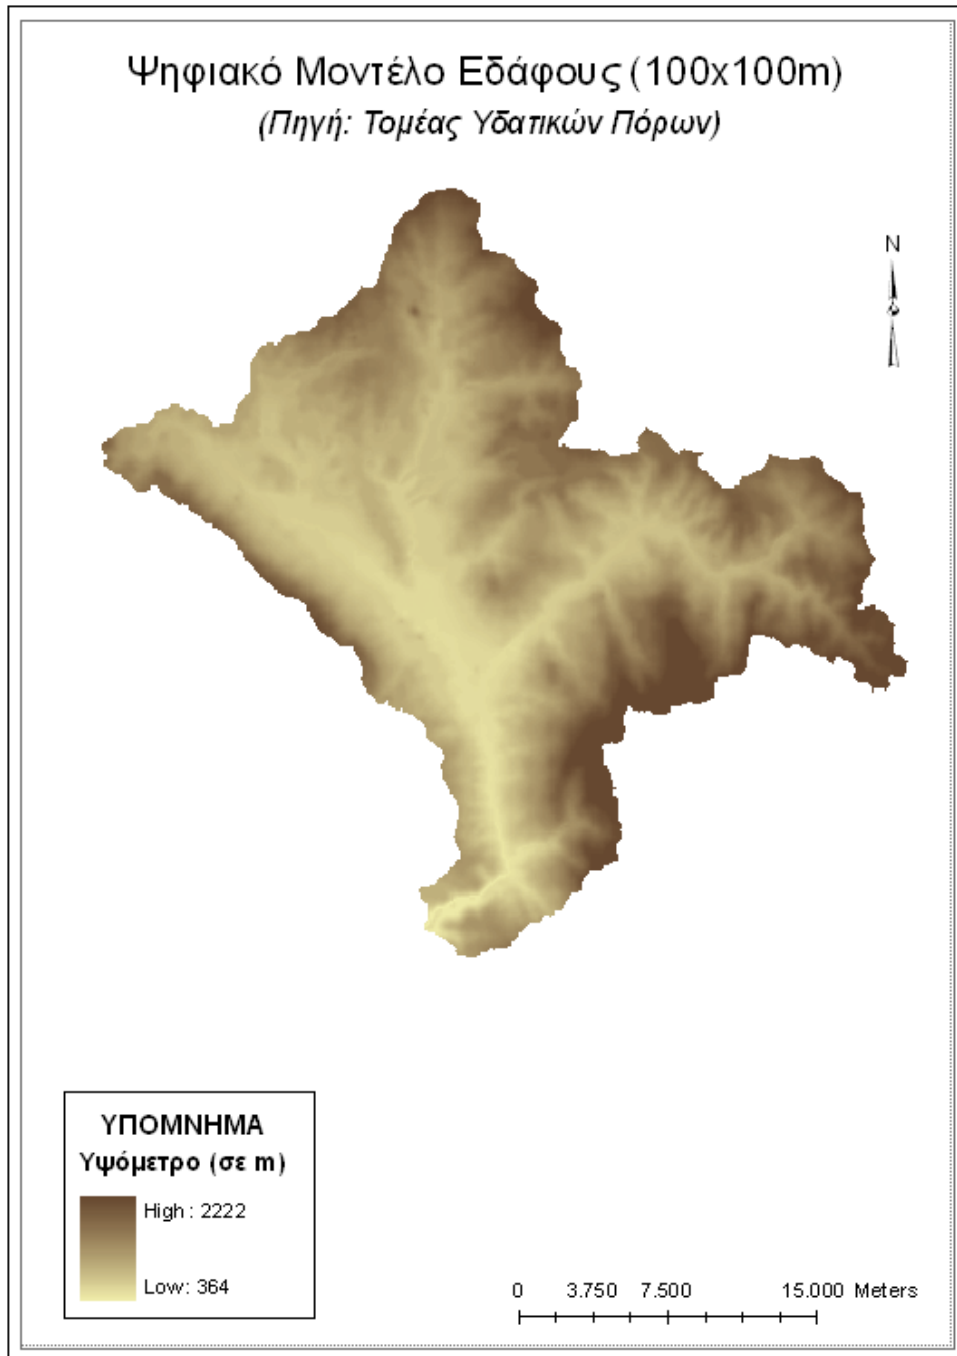 Ψηφιακό Μοντέλο Εδάφους (100x100m)
(Πηγή: Τομέας Υδατικών Πόρων)
N
ΥΠΟΜΝΗΜΑ
Υψόμετρο (σε m)
High : 2222
Low : 364
0 3.750 7.500 15.000 Meters